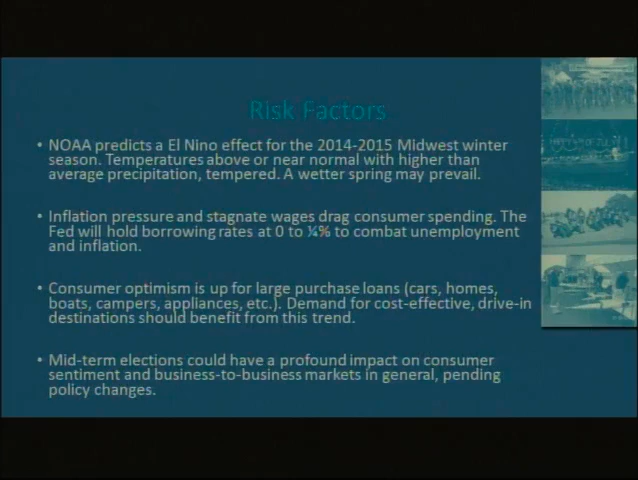 Risk Factors
• NOAA predicts a El Nino effect for the 2014-2015 Midwest winter
season. Temperatures above or near normal with higher than
average precipitation, tempered. A wetter spring may prevail.
• Inflation pressure and stagnate wages drag consumer spending. The
Fed will hold borrowing rates at 0 to ¼% to combat unemployment
and inflation.
• Consumer optimism is up for large purchase loans (cars, homes,
boats, campers, appliances, etc.). Demand for cost-effective, drive-in
destinations should benefit from this trend.
• Mid-term elections could have a profound impact on consumer
sentiment and business-to-business markets in general, pending
policy changes.